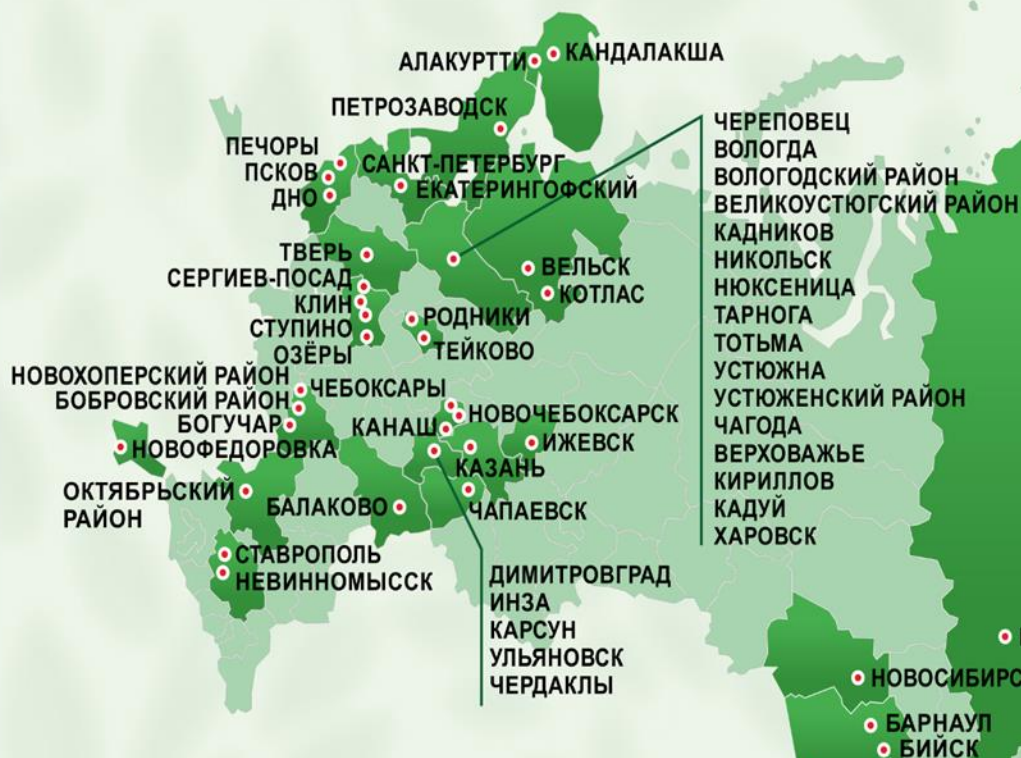 АЛАКУРТТИ
КАНДАЛАКША
ПЕТРОЗАВОДСК
ПЕЧОРЫ
ПСКОВ
ДНО
САНКТ-ПЕТЕРБУРГ
ЕКАТЕРИНГОФСКИЙ
ТВЕРЬ
СЕРГИЕВ-ПОСАД
КЛИН
СТУПИНО
ОЗЁРЫ
ВЕЛЬСК
КОТЛАС
РОДНИКИ
ТЕЙКОВО
ЧЕРЕПОВЕЦ
ВОЛОГДА
ВОЛОГОДСКИЙ РАЙОН
ВЕЛИКОУСТЮГСКИЙ РАЙОН
КАДНИКОВ
НИКОЛЬСК
НЮКСЕНИЦА
ТАРНОГА
ТОТЬМА
УСТЮЖНА
УСТЮЖЕНСКИЙ РАЙОН
ЧАГОДА
ВЕРХОВАЖЬЕ
КИРИЛЛОВ
КАДУЙ
ХАРОВСК
НОВОХОПЕРСКИЙ РАЙОН
БОБРОВСКИЙ РАЙОН
БОГУЧАР
НОВОФЕДОРОВКА
ЧЕБОКСАРЫ
НОВОЧЕБОКСАРСК
КАНАШ
ИЖЕВСК
КАЗАНЬ
ЧАПАЕВСК
ОКТЯБРЬСКИЙ
РАЙОН
БАЛАКОВО
СТАВРОПОЛЬ
НЕВИННОМЫССК
ДИМИТРОВГРАД
ИНЗА
КАРСУН
УЛЬЯНОВСК
ЧЕРДАКЛЫ
НОВОСИБИРС
БАРНАУЛ
БИЙСК